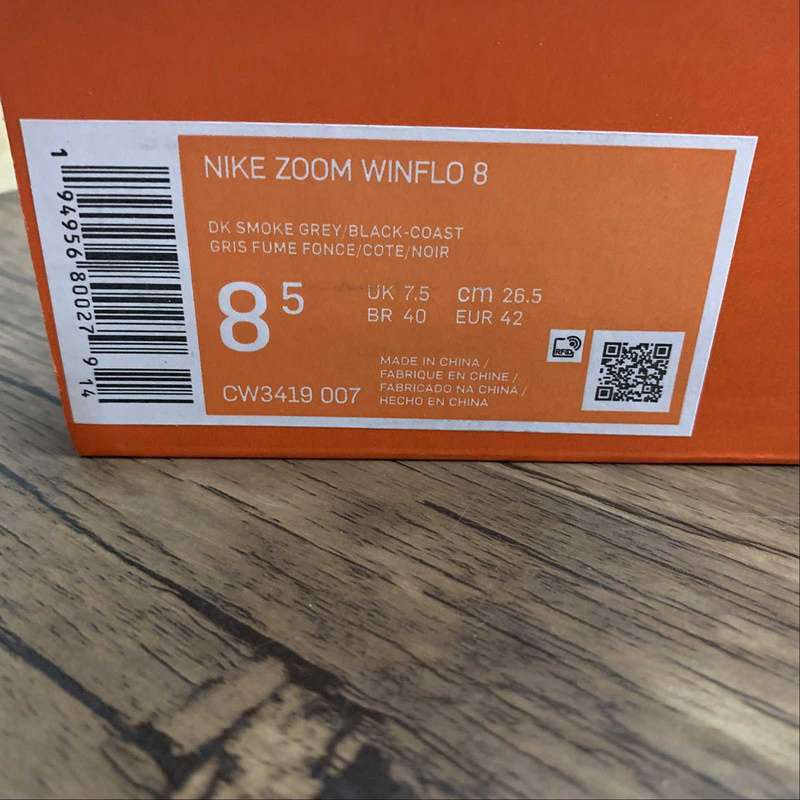 1 94956 80027 9 14
NIKE ZOOM WINFLO 8
DK SMOKE GREY/BLACK-COAST
GRIS FUME FONCE/COTE/NOIR
8 5
UK 7.5 cm 26.5
BR 40 EUR 42
CW3419 007
MADE IN CHINA /
FABRIQUE EN CHINE /
FABRICADO NA CHINA /
HECHO EN CHINA
RFID